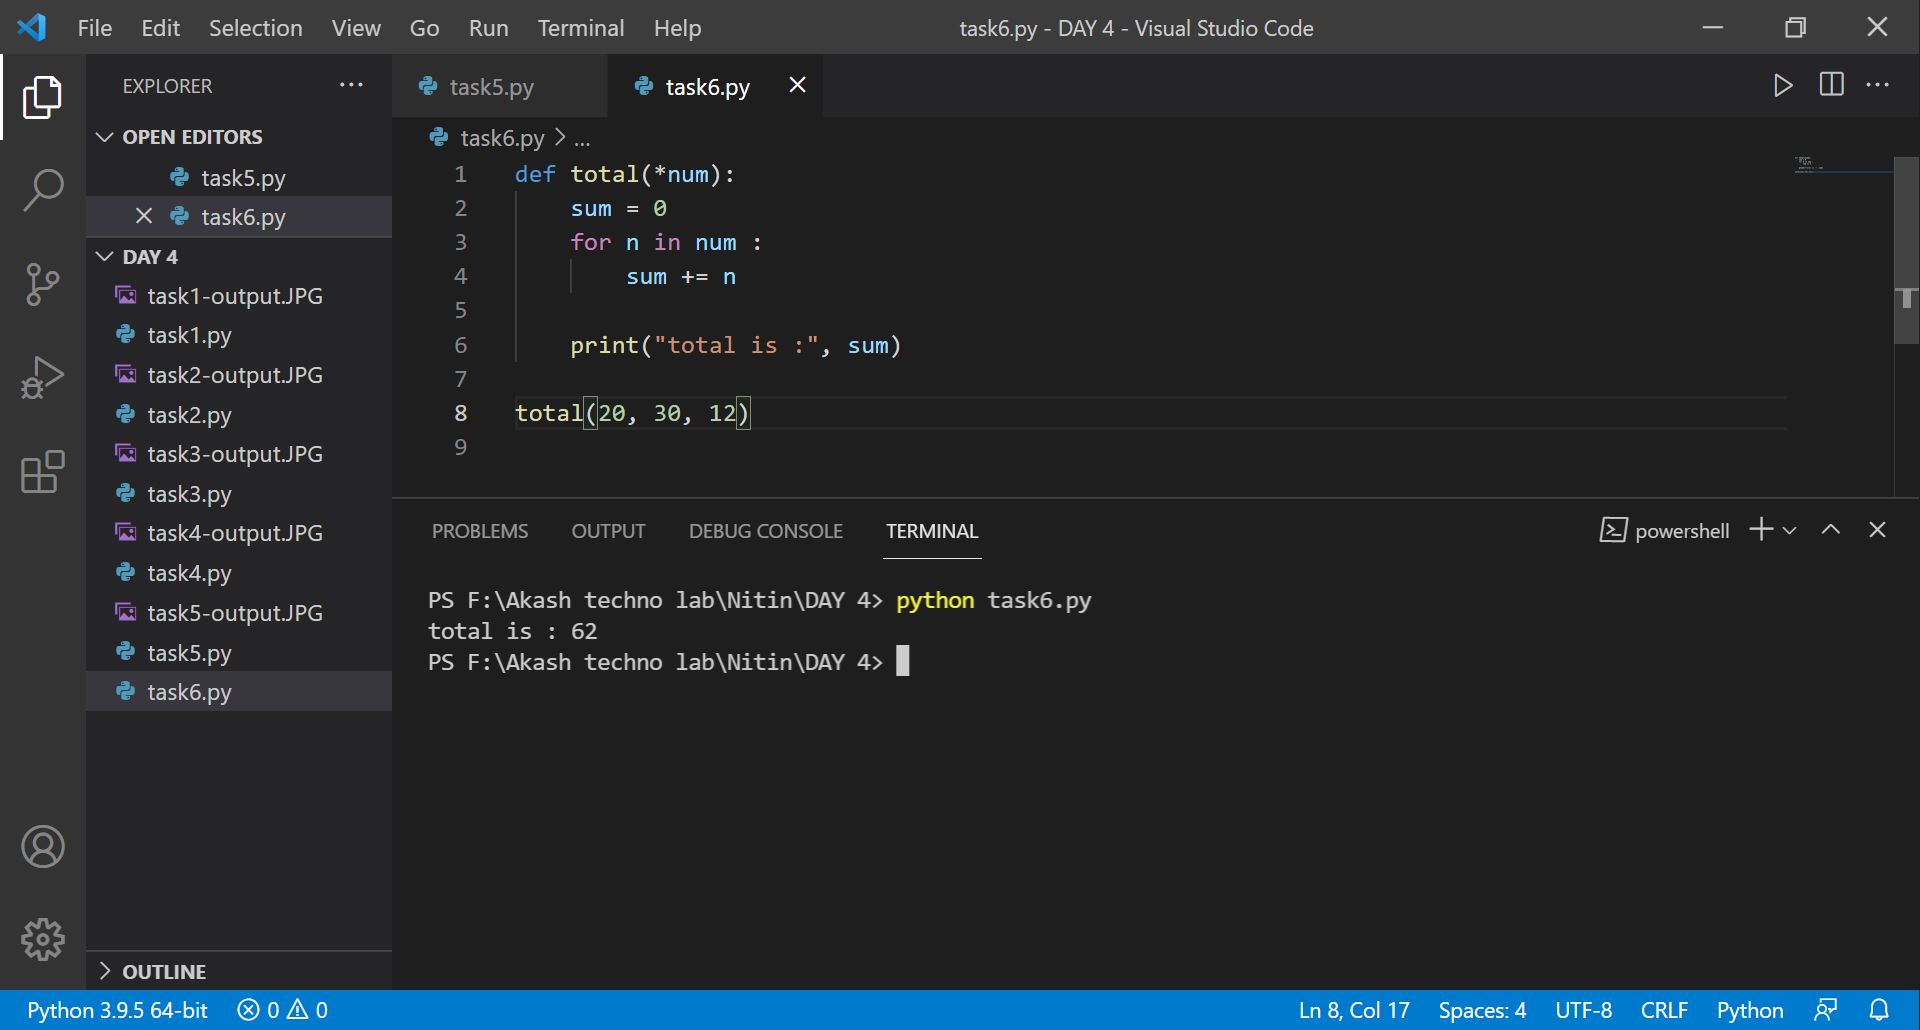 File Edit Selection View Go Run Terminal Help task6.py - DAY 4 - Visual Studio Code
EXPLORER
OPEN EDITORS
task5.py
task6.py
DAY 4
task1-output.JPG
task1.py
task2-output.JPG
task2.py
task3-output.JPG
task3.py
task4-output.JPG
task4.py
task5-output.JPG
task5.py
task6.py
OUTLINE
task5.py task6.py
task6.py > ...
1 def total(*num):
2     sum = 0
3     for n in num :
4         sum += n
5
6     print("total is :", sum)
7
8 total(20, 30, 12)
9
PROBLEMS OUTPUT DEBUG CONSOLE TERMINAL powershell
PS F:\Akash techno lab\Nitin\DAY 4> python task6.py
total is : 62
PS F:\Akash techno lab\Nitin\DAY 4>
Python 3.9.5 64-bit 0 0 Ln 8, Col 17 Spaces: 4 UTF-8 CRLF Python